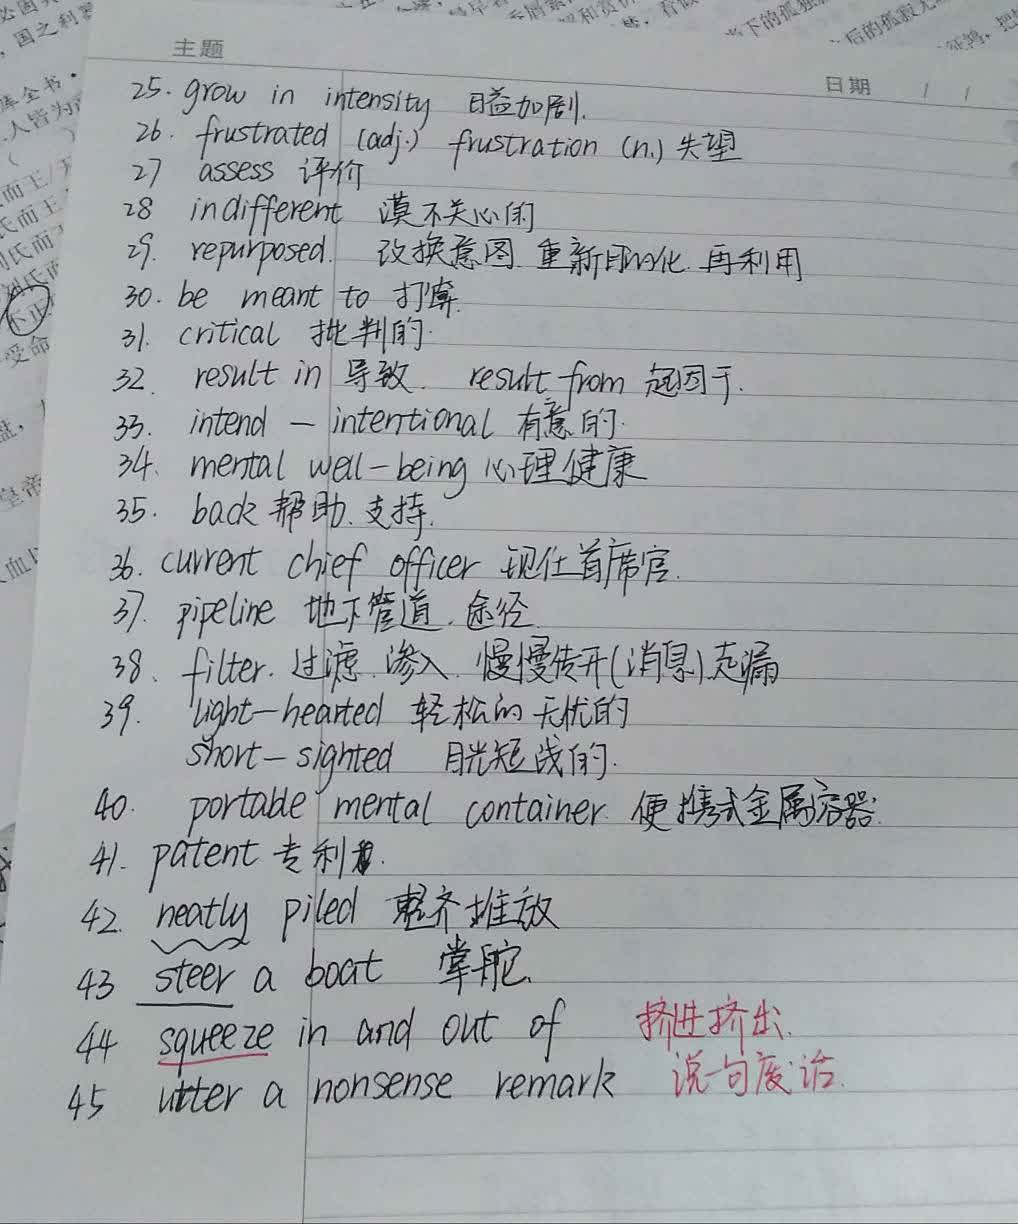 主题
日期 / /
25. grow in intensity 日益加剧.
26. frustrated (adj.) frustration (n.) 失望
27 assess 评价
28 indifferent 漠不关心的
29. repurposed. 改换意图 重新目的化 再利用
30. be meant to 打算.
31. critical 批判的.
32. result in 导致. result from 起因于.
33. intend — intentional 有意的.
34. mental well-being 心理健康
35. back 帮助. 支持.
36. current chief officer 现任首席官.
37. pipeline 地下管道. 途径
38. filter. 过滤. 渗入. 慢慢传开(消息)走漏
39. light-hearted 轻松的 无忧的
short-sighted 目光短浅的.
40. portable mental container. 便携式金属容器.
41. patent 专利.
42. neatly piled 整齐堆放
43 steer a boat 掌舵.
44 squeeze in and out of 挤进挤出.
45 utter a nonsense remark 说一句废话.